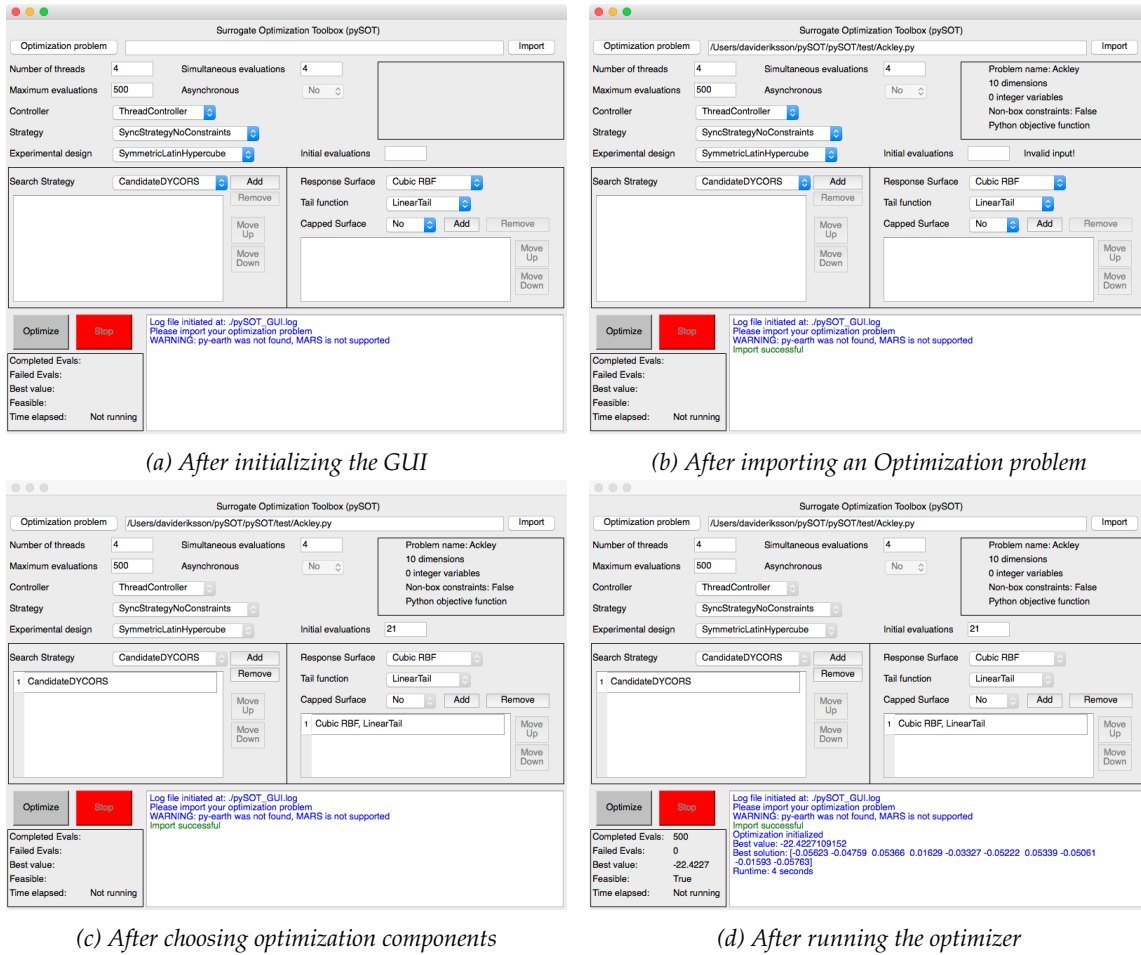 Surrogate Optimization Toolbox (pySOT)
Optimization problem Import
Number of threads 4 Simultaneous evaluations 4
Maximum evaluations 500 Asynchronous No
Controller ThreadController
Strategy SyncStrategyNoConstraints
Experimental design SymmetricLatinHypercube Initial evaluations
Search Strategy CandidateDYCORS Add Response Surface Cubic RBF
Remove Tail function LinearTail
Capped Surface No Add Remove
Move Up
Move Down
Move Up
Move Down
Optimize Stop
Log file initiated at: ./pySOT_GUI.log
Please import your optimization problem
WARNING: py-earth was not found, MARS is not supported
Completed Evals:
Failed Evals:
Best value:
Feasible:
Time elapsed: Not running
(a) After initializing the GUI
Surrogate Optimization Toolbox (pySOT)
Optimization problem /Users/davideriksson/pySOT/pySOT/test/Ackley.py Import
Number of threads 4 Simultaneous evaluations 4
Maximum evaluations 500 Asynchronous No
Problem name: Ackley
10 dimensions
0 integer variables
Non-box constraints: False
Python objective function
Controller ThreadController
Strategy SyncStrategyNoConstraints
Experimental design SymmetricLatinHypercube Initial evaluations Invalid input!
Search Strategy CandidateDYCORS Add Response Surface Cubic RBF
Remove Tail function LinearTail
Capped Surface No Add Remove
Move Up
Move Down
Move Up
Move Down
Optimize Stop
Log file initiated at: ./pySOT_GUI.log
Please import your optimization problem
WARNING: py-earth was not found, MARS is not supported
Import successful
Completed Evals:
Failed Evals:
Best value:
Feasible:
Time elapsed: Not running
(b) After importing an Optimization problem
Surrogate Optimization Toolbox (pySOT)
Optimization problem /Users/davideriksson/pySOT/pySOT/test/Ackley.py Import
Number of threads 4 Simultaneous evaluations 4
Maximum evaluations 500 Asynchronous No
Problem name: Ackley
10 dimensions
0 integer variables
Non-box constraints: False
Python objective function
Controller ThreadController
Strategy SyncStrategyNoConstraints
Experimental design SymmetricLatinHypercube Initial evaluations 21
Search Strategy CandidateDYCORS Add Response Surface Cubic RBF
1 CandidateDYCORS Remove Tail function LinearTail
Capped Surface No Add Remove
Move Up
Move Down
1 Cubic RBF, LinearTail
Move Up
Move Down
Optimize Stop
Log file initiated at: ./pySOT_GUI.log
Please import your optimization problem
WARNING: py-earth was not found, MARS is not supported
Import successful
Completed Evals:
Failed Evals:
Best value:
Feasible:
Time elapsed: Not running
(c) After choosing optimization components
Surrogate Optimization Toolbox (pySOT)
Optimization problem /Users/davideriksson/pySOT/pySOT/test/Ackley.py Import
Number of threads 4 Simultaneous evaluations 4
Maximum evaluations 500 Asynchronous No
Problem name: Ackley
10 dimensions
0 integer variables
Non-box constraints: False
Python objective function
Controller ThreadController
Strategy SyncStrategyNoConstraints
Experimental design SymmetricLatinHypercube Initial evaluations 21
Search Strategy CandidateDYCORS Add Response Surface Cubic RBF
1 CandidateDYCORS Remove Tail function LinearTail
Capped Surface No Add Remove
Move Up
Move Down
1 Cubic RBF, LinearTail
Move Up
Move Down
Optimize Stop
Log file initiated at: ./pySOT_GUI.log
Please import your optimization problem
WARNING: py-earth was not found, MARS is not supported
Import successful
Optimization initialized
Best value: -22.4227109152
Best solution: [-0.05623 -0.04759 0.05366 0.01629 -0.03327 -0.05222 0.05339 -0.05061
-0.01593 -0.05763]
Runtime: 4 seconds
Completed Evals: 500
Failed Evals: 0
Best value: -22.4227
Feasible: True
Time elapsed: Not running
(d) After running the optimizer